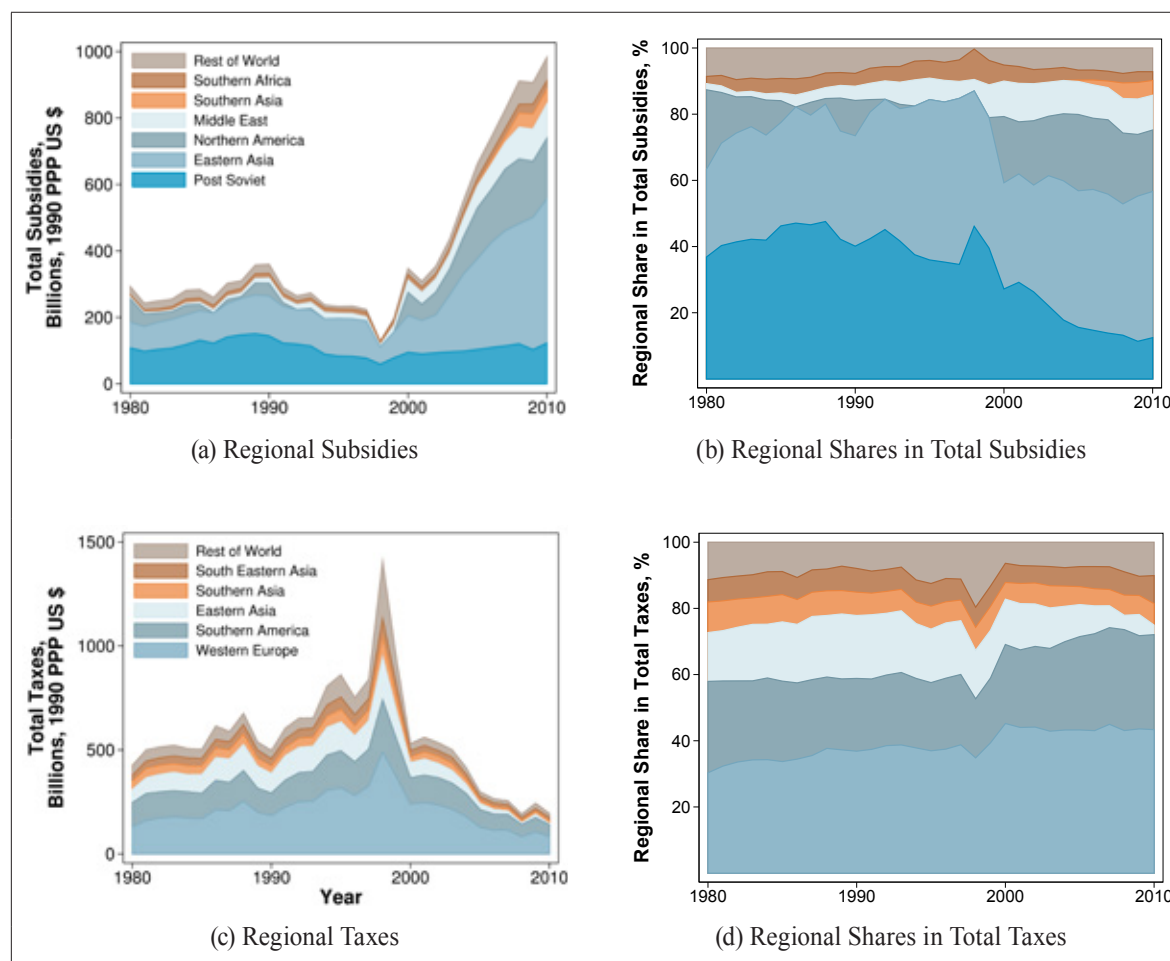 Total Subsidies,
Billions, 1990 PPP US $
1000
800
600
400
200
0
Rest of World
Southern Africa
Southern Asia
Middle East
Northern America
Eastern Asia
Post Soviet
1980
1990
2000
2010
(a) Regional Subsidies
Regional Share in Total Subsidies, %
100
80
60
40
20
1980
1990
2000
2010
(b) Regional Shares in Total Subsidies
Total Taxes,
Billions, 1990 PPP US $
1500
1000
500
0
Rest of World
South Eastern Asia
Southern Asia
Eastern Asia
Southern America
Western Europe
1980
1990
2000
2010
Year
(c) Regional Taxes
Regional Share in Total Taxes, %
100
80
60
40
20
1980
1990
2000
2010
(d) Regional Shares in Total Taxes